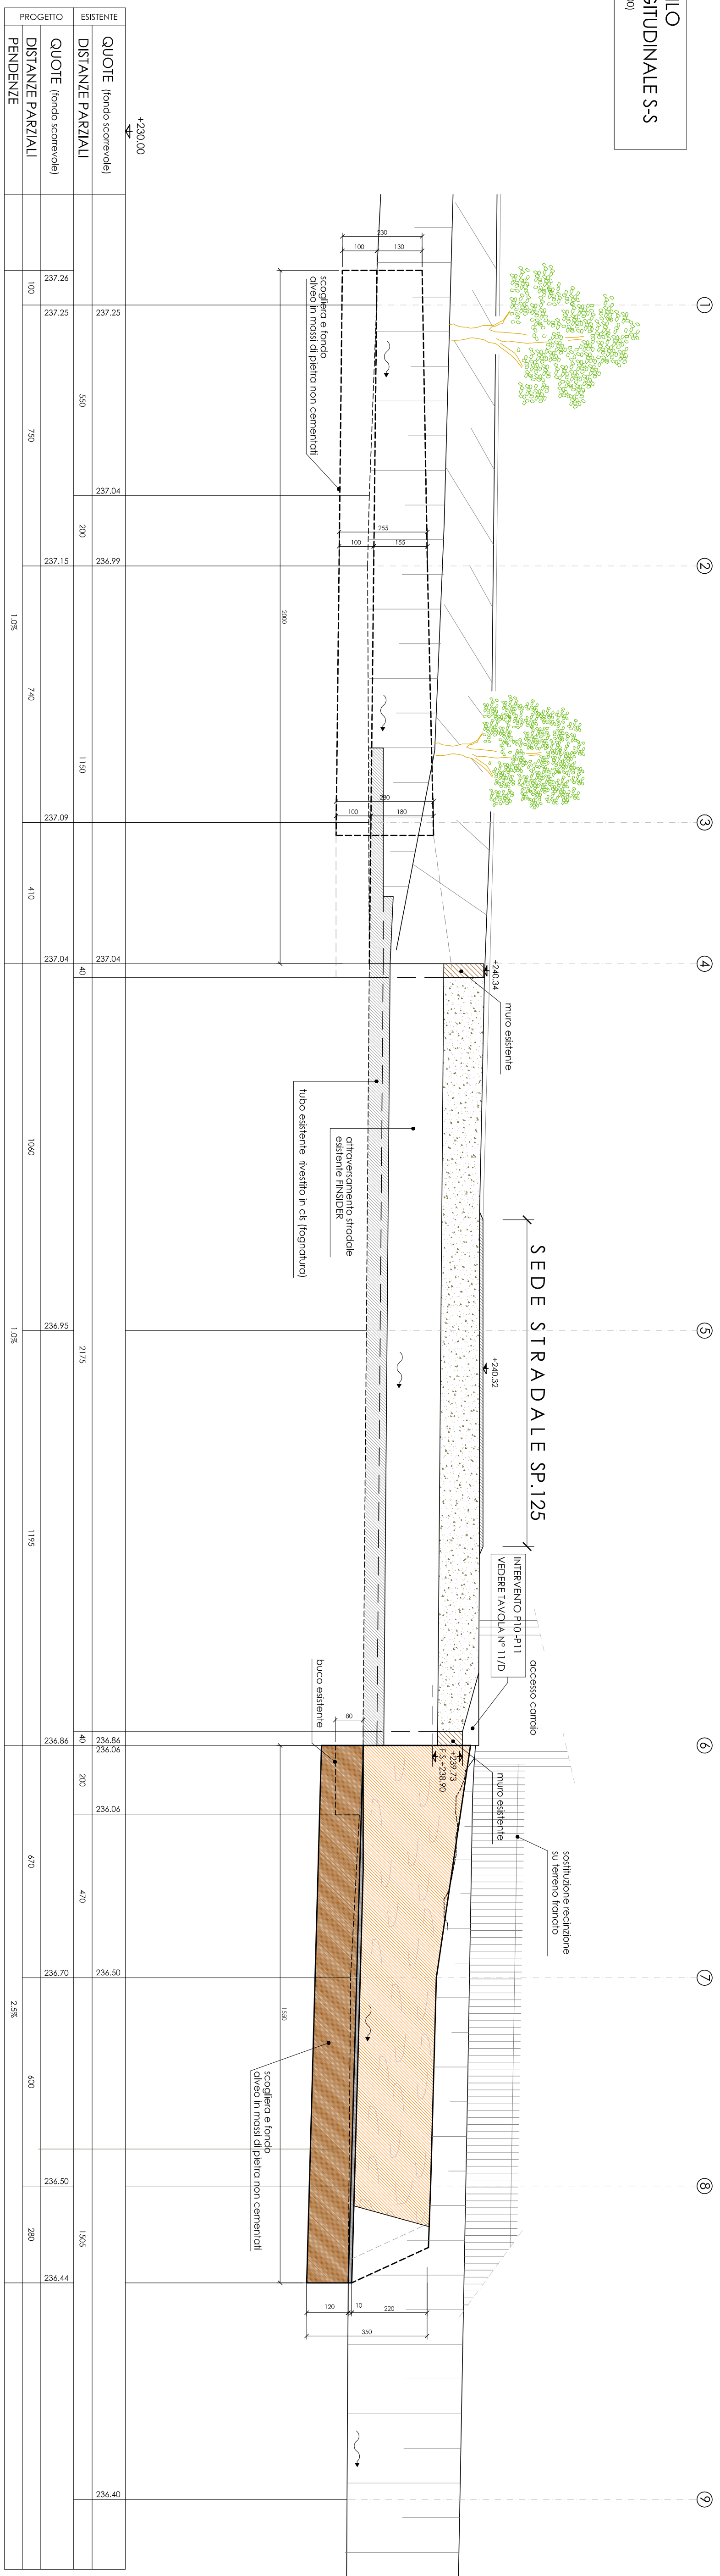 ILO
GITUDINALE S-S
00)
1
2
3
4
5
6
7
8
9
SEDE STRADALE SP.125
+240.34
muro esistente
+240.32
INTERVENTO P10-P11
VEDERE TAVOLA N° 11/D
accesso carraio
sostituzione recinzione
su terreno franato
muro esistente
+239.73
F.S.+238.90
230
100
130
scogliera e fondo
alveo in massi di pietra non cementati
255
100
155
2000
280
100
180
attraversamento stradale
esistente FINSIDER
tubo esistente rivestito in cls (fognatura)
buco esistente
80
1550
scogliera e fondo
alveo in massi di pietra non cementati
120
10
220
350
+230.00
ESISTENTE
QUOTE (fondo scorrevole)
237.25
237.04
236.99
237.04
236.86
236.06
236.06
236.50
236.40
DISTANZE PARZIALI
550
200
1150
40
2175
40
200
470
1505
PROGETTO
QUOTE (fondo scorrevole)
237.26
237.25
237.15
237.09
237.04
236.95
236.86
236.70
236.50
236.44
DISTANZE PARZIALI
100
750
740
410
1060
1195
670
600
280
PENDENZE
1.0%
1.0%
2.5%